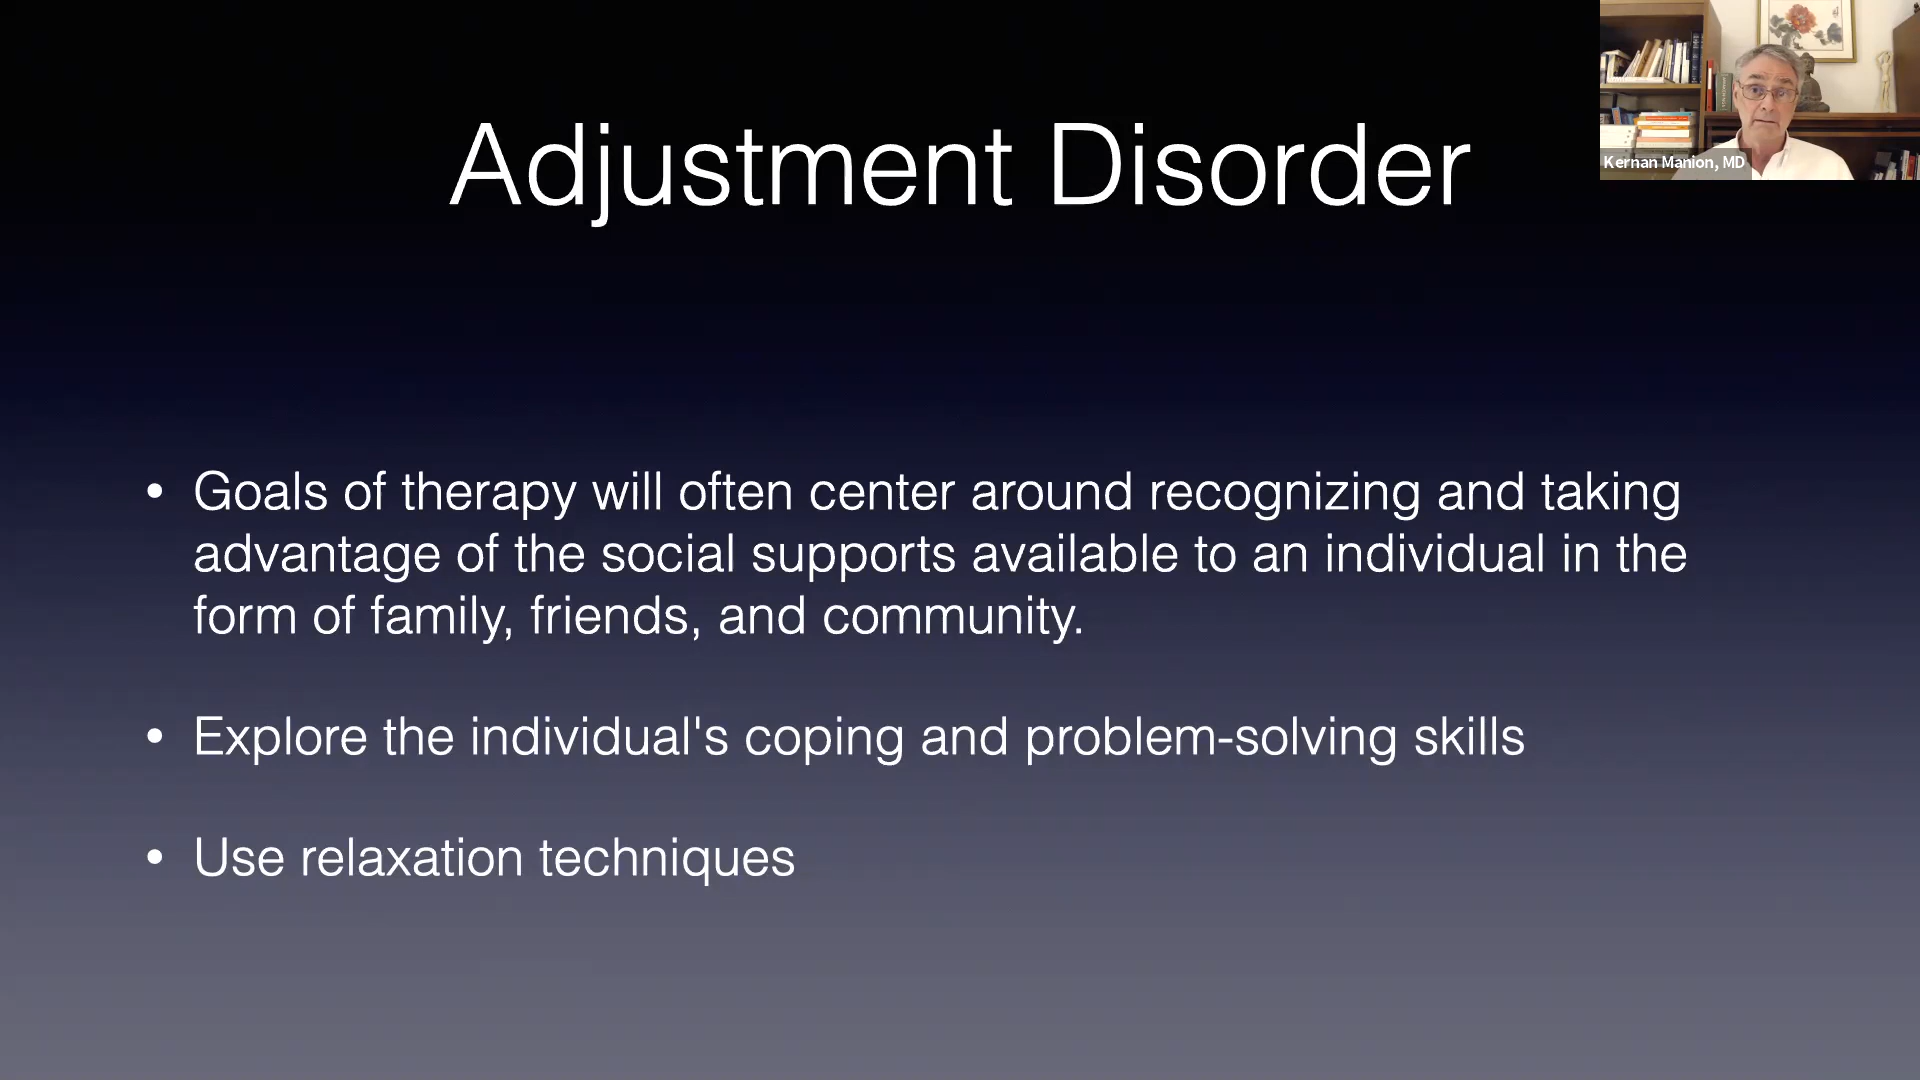 Adjustment Disorder
Kernan Manion, MD
• Goals of therapy will often center around recognizing and taking
advantage of the social supports available to an individual in the
form of family, friends, and community.
• Explore the individual's coping and problem-solving skills
• Use relaxation techniques